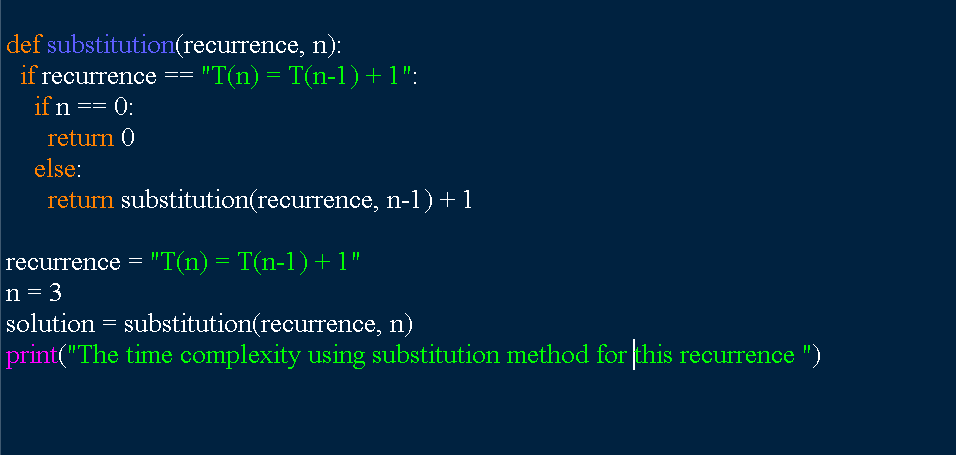 def substitution(recurrence, n):
  if recurrence == "T(n) = T(n-1) + 1":
    if n == 0:
      return 0
    else:
      return substitution(recurrence, n-1) + 1
recurrence = "T(n) = T(n-1) + 1"
n = 3
solution = substitution(recurrence, n)
print("The time complexity using substitution method for this recurrence ")